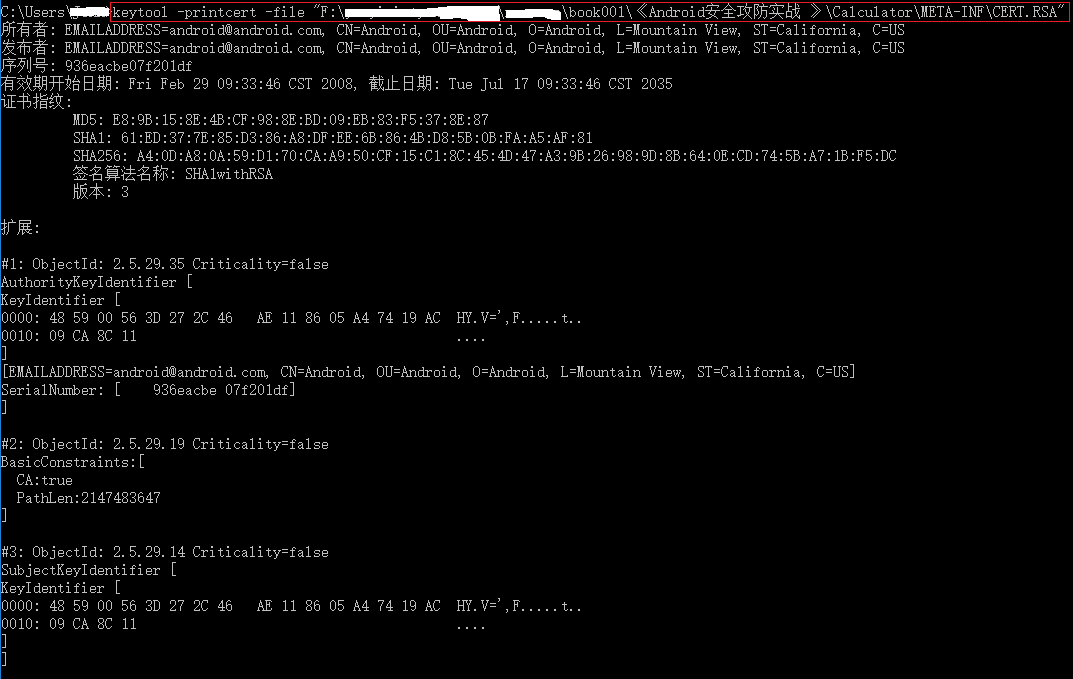 C:\Users\ keytool -printcert -file "F:\ \ \book001\《Android安全攻防实战 》\Calculator\META-INF\CERT.RSA"
所有者: EMAILADDRESS=android@android.com, CN=Android, OU=Android, O=Android, L=Mountain View, ST=California, C=US
发布者: EMAILADDRESS=android@android.com, CN=Android, OU=Android, O=Android, L=Mountain View, ST=California, C=US
序列号: 936eacbe07f201df
有效期开始日期: Fri Feb 29 09:33:46 CST 2008, 截止日期: Tue Jul 17 09:33:46 CST 2035
证书指纹:
MD5: E8:9B:15:8E:4B:CF:98:8E:BD:09:EB:83:F5:37:8E:87
SHA1: 61:ED:37:7E:85:D3:86:A8:DF:EE:6B:86:4B:D8:5B:0B:FA:A5:AF:81
SHA256: A4:0D:A8:0A:59:D1:70:CA:A9:50:CF:15:C1:8C:45:4D:47:A3:9B:26:98:9D:8B:64:0E:CD:74:5B:A7:1B:F5:DC
签名算法名称: SHA1withRSA
版本: 3
扩展:
#1: ObjectId: 2.5.29.35 Criticality=false
AuthorityKeyIdentifier [
KeyIdentifier [
0000: 48 59 00 56 3D 27 2C 46   AE 11 86 05 A4 74 19 AC  HY.V=',F.....t..
0010: 09 CA 8C 11                                        ....
]
[EMAILADDRESS=android@android.com, CN=Android, OU=Android, O=Android, L=Mountain View, ST=California, C=US]
SerialNumber: [    936eacbe 07f201df]
]
#2: ObjectId: 2.5.29.19 Criticality=false
BasicConstraints:[
CA:true
PathLen:2147483647
]
#3: ObjectId: 2.5.29.14 Criticality=false
SubjectKeyIdentifier [
KeyIdentifier [
0000: 48 59 00 56 3D 27 2C 46   AE 11 86 05 A4 74 19 AC  HY.V=',F.....t..
0010: 09 CA 8C 11                                        ....
]
]